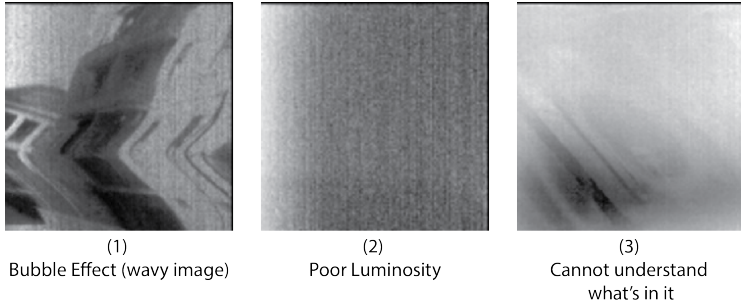 (1)
Bubble Effect (wavy image)
(2)
Poor Luminosity
(3)
Cannot understand
what's in it